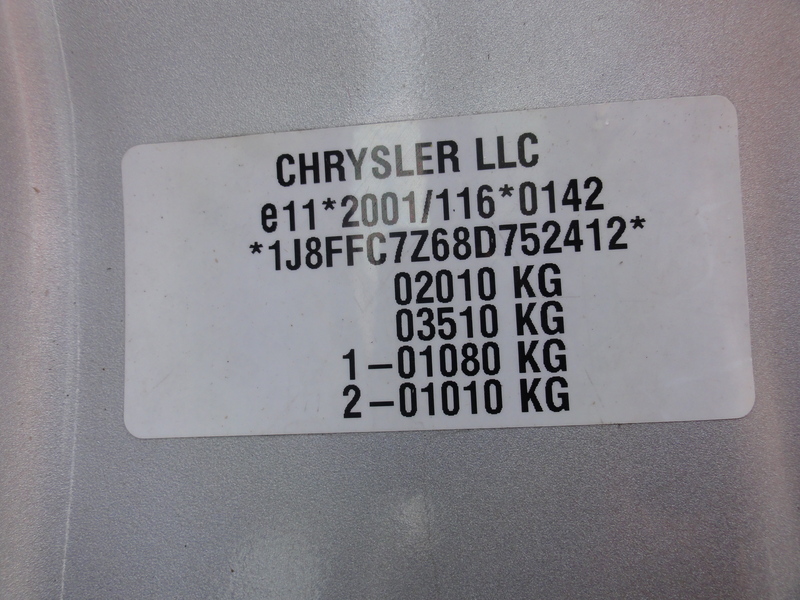 CHRYSLER LLC
e11*2001/116*0142
*1J8FFC7Z68D752412*
02010 KG
03510 KG
1-01080 KG
2-01010 KG